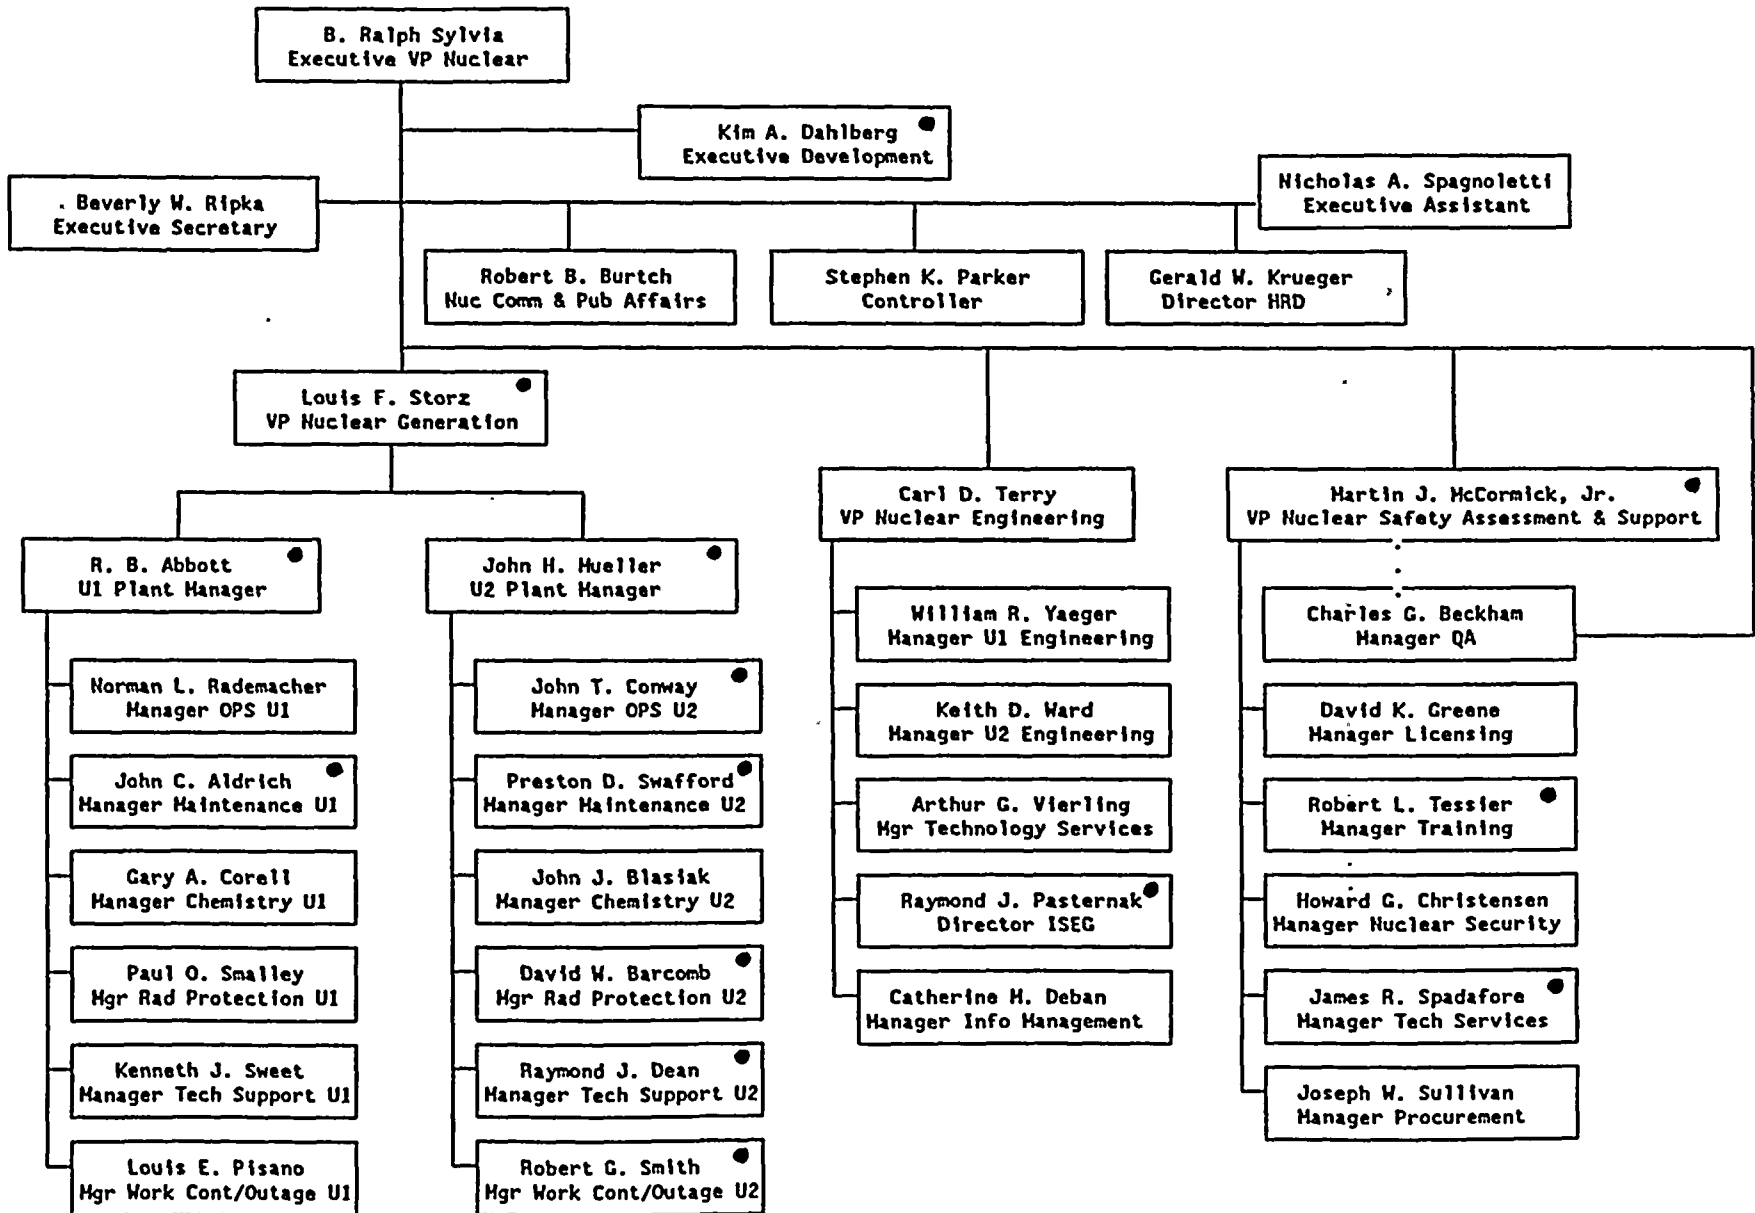 B. Ralph Sylvia
Executive VP Nuclear
Kim A. Dahlberg
Executive Development
Beverly W. Ripka
Executive Secretary
Nicholas A. Spagnoletti
Executive Assistant
Robert B. Burtch
Nuc Comm & Pub Affairs
Stephen K. Parker
Controller
Gerald W. Krueger
Director HRD
Louis F. Storz
VP Nuclear Generation
R. B. Abbott
U1 Plant Manager
Norman L. Rademacher
Manager OPS U1
John C. Aldrich
Manager Maintenance U1
Gary A. Corell
Manager Chemistry U1
Paul O. Smalley
Mgr Rad Protection U1
Kenneth J. Sweet
Manager Tech Support U1
Louis E. Pisano
Mgr Work Cont/Outage U1
John H. Mueller
U2 Plant Manager
John T. Conway
Manager OPS U2
Preston D. Swafford
Manager Maintenance U2
John J. Blasiak
Manager Chemistry U2
David W. Barcomb
Mgr Rad Protection U2
Raymond J. Dean
Manager Tech Support U2
Robert G. Smith
Mgr Work Cont/Outage U2
Carl D. Terry
VP Nuclear Engineering
William R. Yaeger
Manager U1 Engineering
Keith D. Ward
Manager U2 Engineering
Arthur G. Vierling
Mgr Technology Services
Raymond J. Pasternak
Director ISEG
Catherine H. Deban
Manager Info Management
Martin J. McCormick, Jr.
VP Nuclear Safety Assessment & Support
Charles G. Beckham
Manager QA
David K. Greene
Manager Licensing
Robert L. Tessier
Manager Training
Howard G. Christensen
Manager Nuclear Security
James R. Spadafore
Manager Tech Services
Joseph W. Sullivan
Manager Procurement